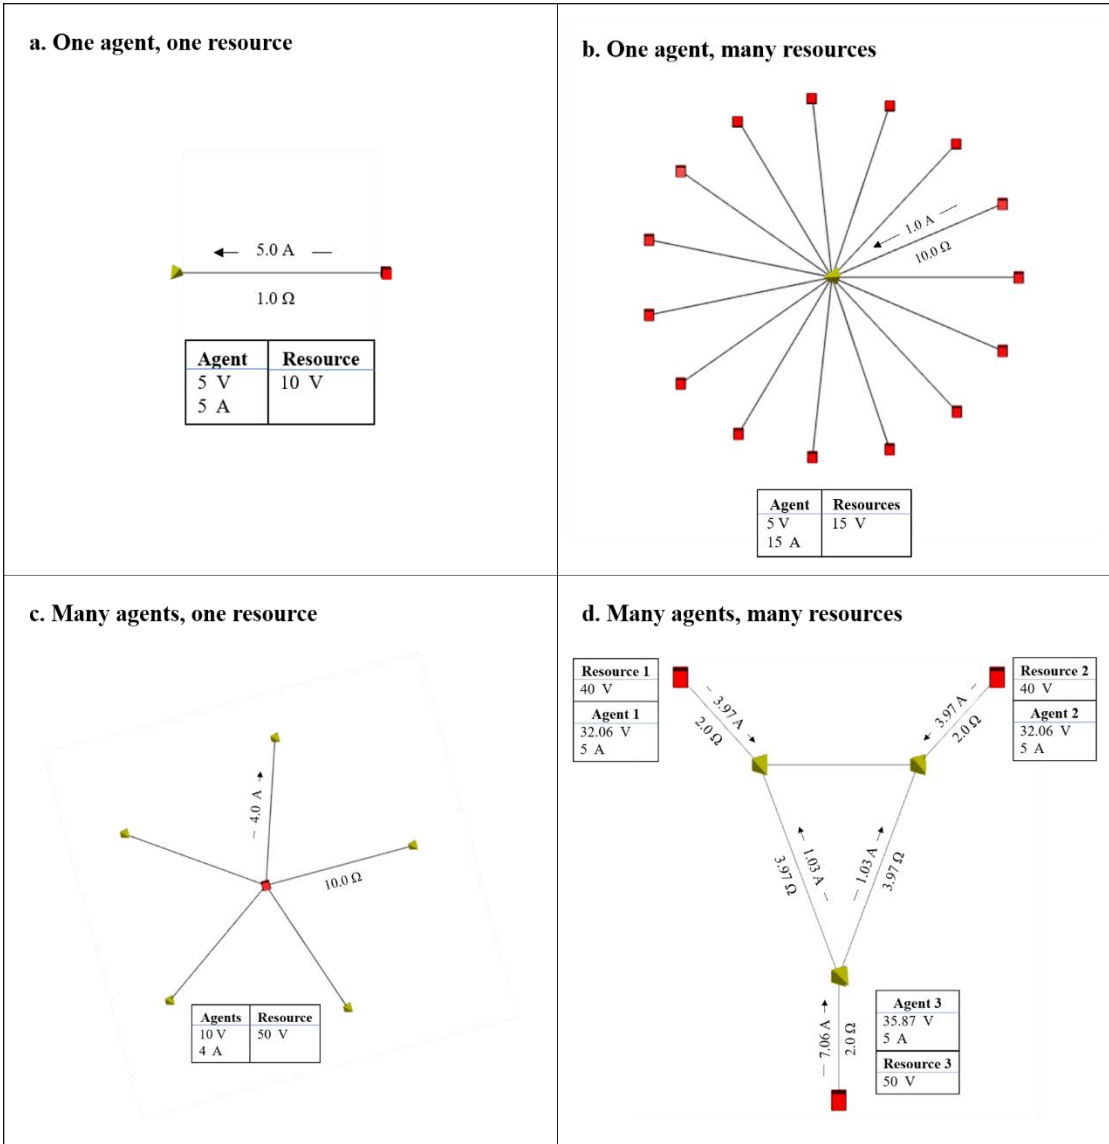 a. One agent, one resource
5.0 A
1.0 Ω
Agent Resource
5 V 10 V
5 A
b. One agent, many resources
1.0 A
10.0 Ω
Agent Resources
5 V 15 V
15 A
c. Many agents, one resource
4.0 A
10.0 Ω
Agents Resource
10 V 50 V
4 A
d. Many agents, many resources
Resource 1
40 V
Agent 1
32.06 V
5 A
3.97 A
2.0 Ω
3.97 A
2.0 Ω
Resource 2
40 V
Agent 2
32.06 V
5 A
1.03 A
3.97 Ω
1.03 A
3.97 Ω
7.06 A
2.0 Ω
Agent 3
35.87 V
5 A
Resource 3
50 V